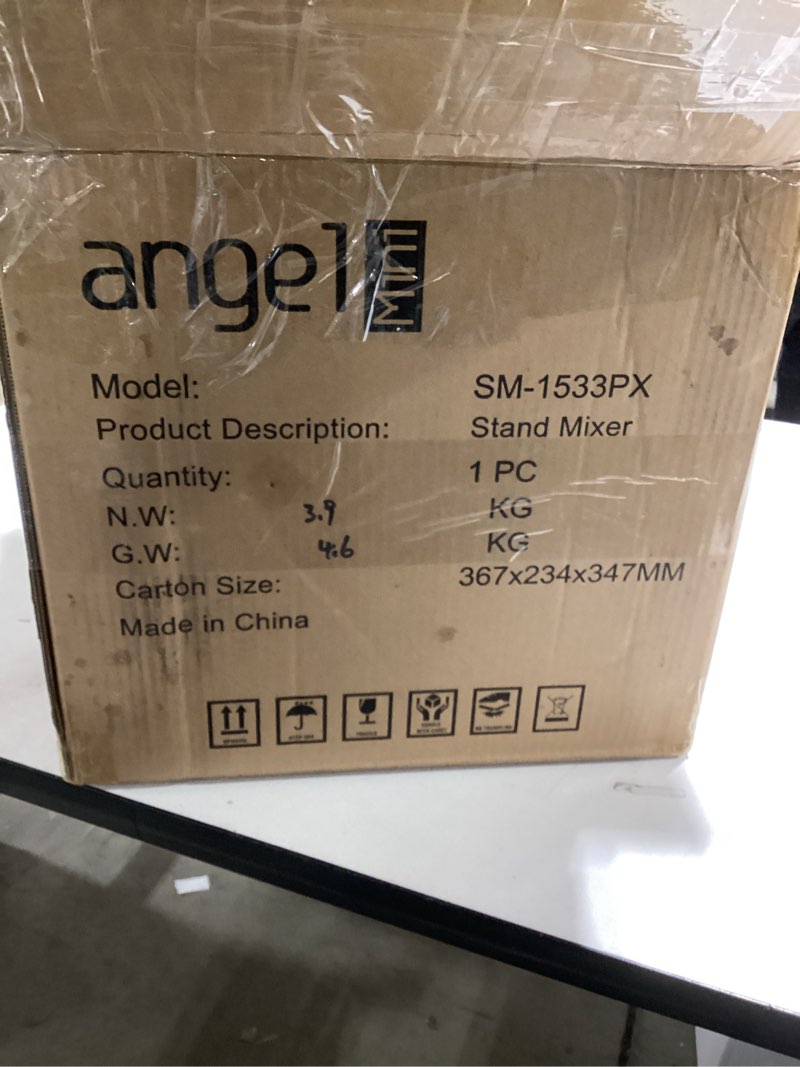 angel Mini
Model: SM-1533PX
Product Description: Stand Mixer
Quantity: 1 PC
N.W: 3.9 KG
G.W: 4.6 KG
Carton Size: 367x234x347MM
Made in China